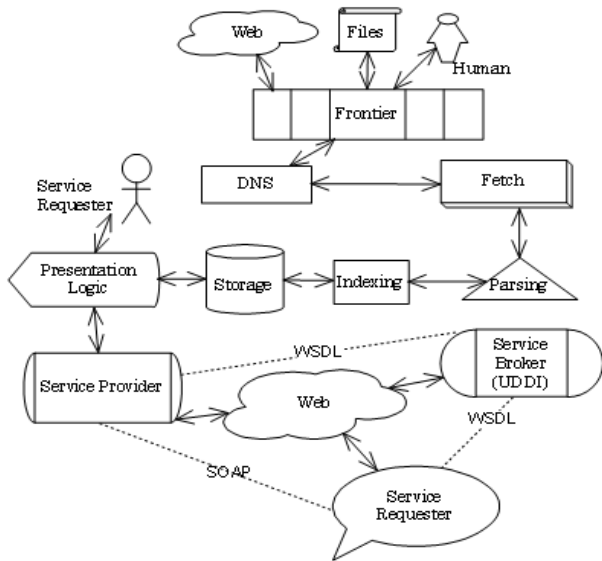 Web
Files
Human
Frontier
DNS
Fetch
Service
Requester
Presentation
Logic
Storage
Indexing
Parsing
WSDL
Service Provider
Service
Broker
(UDDI)
Web
WSDL
SOAP
Service
Requester